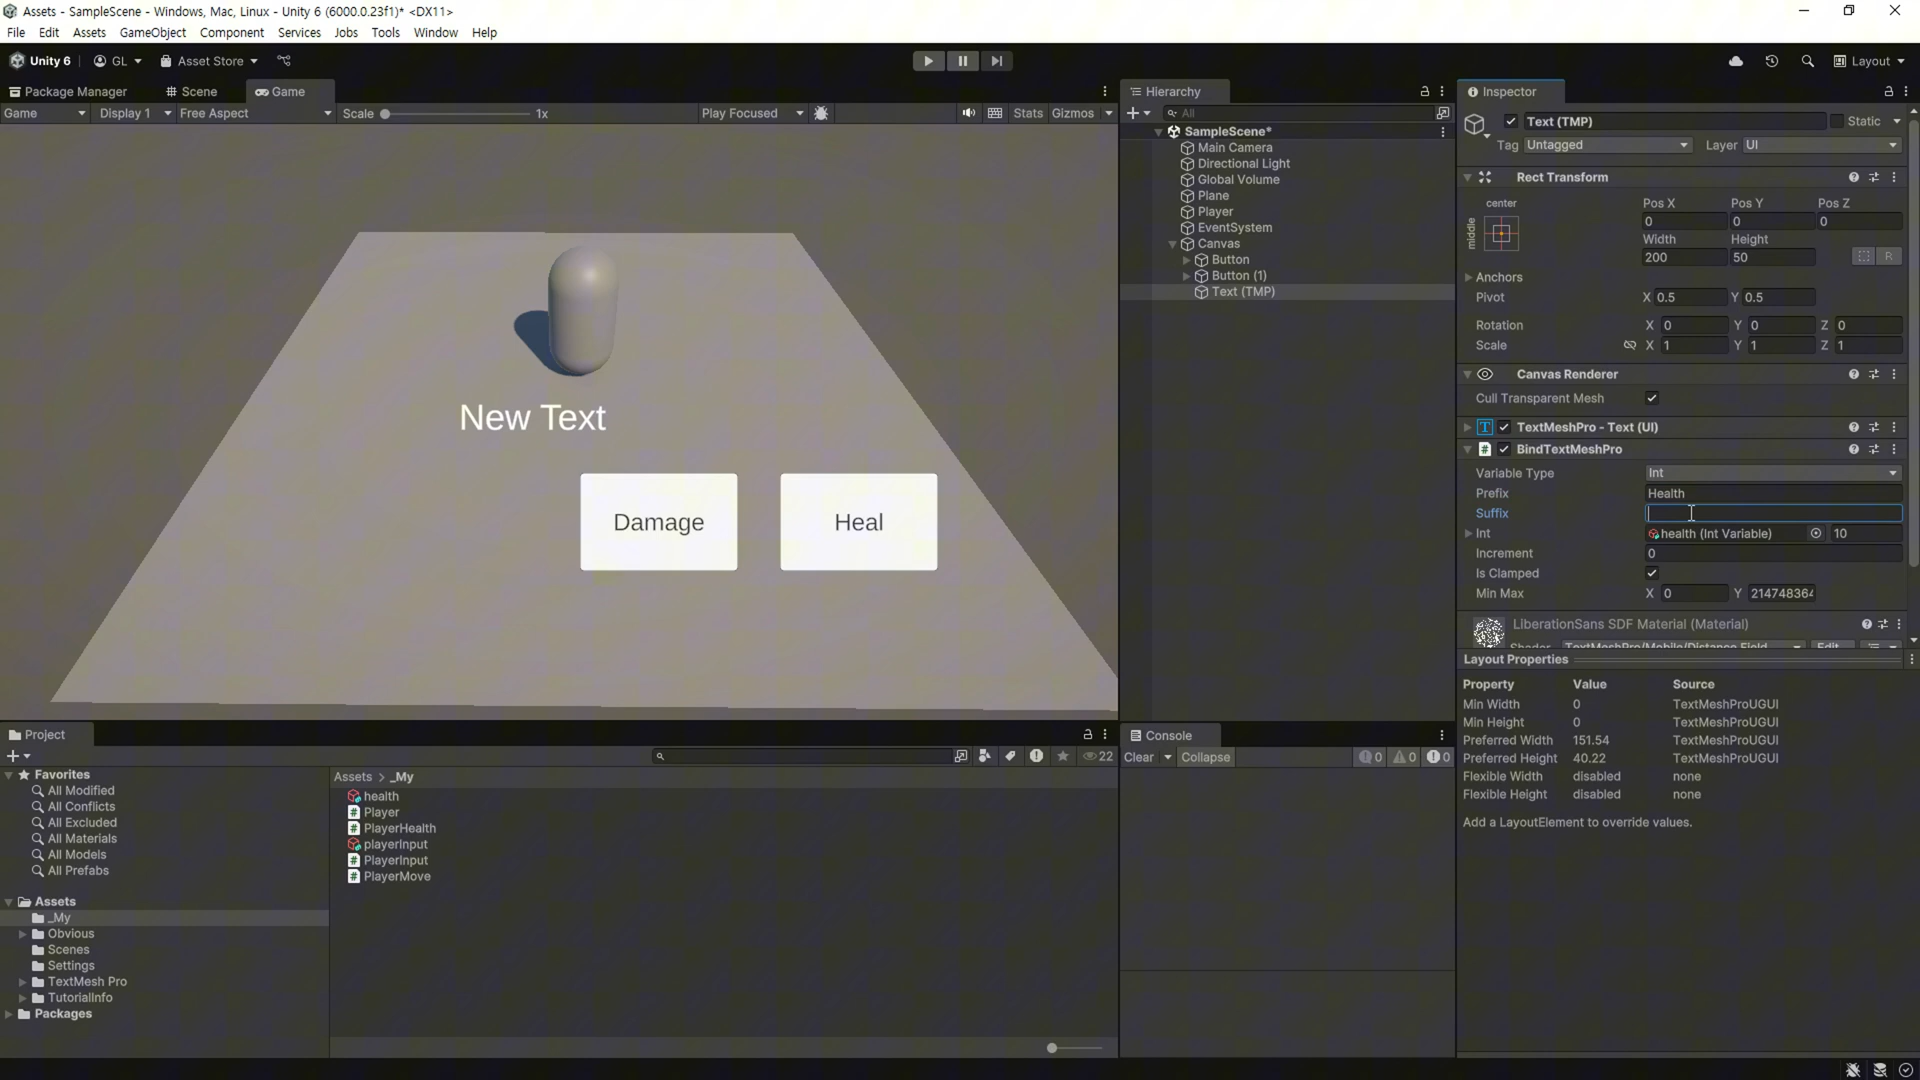 Assets - SampleScene - Windows, Mac, Linux - Unity 6 (6000.0.23f1)* <DX11>
File Edit Assets GameObject Component Services Jobs Tools Window Help
Unity 6 GL Asset Store Layout
Package Manager Scene Game
Game Display 1 Free Aspect Scale 1x Play Focused Stats Gizmos
New Text
Damage Heal
Hierarchy
All
SampleScene*
Main Camera
Directional Light
Global Volume
Plane
Player
EventSystem
Canvas
Button
Button (1)
Text (TMP)
Inspector
Text (TMP) Static
Tag Untagged Layer UI
Rect Transform
center Pos X Pos Y Pos Z
middle 0 0 0
Width Height
200 50 R
Anchors
Pivot X 0.5 Y 0.5
Rotation X 0 Y 0 Z 0
Scale X 1 Y 1 Z 1
Canvas Renderer
Cull Transparent Mesh
TextMeshPro - Text (UI)
BindTextMeshPro
Variable Type Int
Prefix Health
Suffix
Int health (Int Variable) 10
Increment 0
Is Clamped
Min Max X 0 Y 214748364
LiberationSans SDF Material (Material)
Shader TextMeshPro/Mobile/Distance Field Edit
Layout Properties
Property Value Source
Min Width 0 TextMeshProUGUI
Min Height 0 TextMeshProUGUI
Preferred Width 151.54 TextMeshProUGUI
Preferred Height 40.22 TextMeshProUGUI
Flexible Width disabled none
Flexible Height disabled none
Add a LayoutElement to override values.
Project
22
Favorites
All Modified
All Conflicts
All Excluded
All Materials
All Models
All Prefabs
Assets
_My
Obvious
Scenes
Settings
TextMesh Pro
TutorialInfo
Packages
Assets > _My
health
Player
PlayerHealth
playerInput
PlayerInput
PlayerMove
Console
Clear Collapse 0 0 0